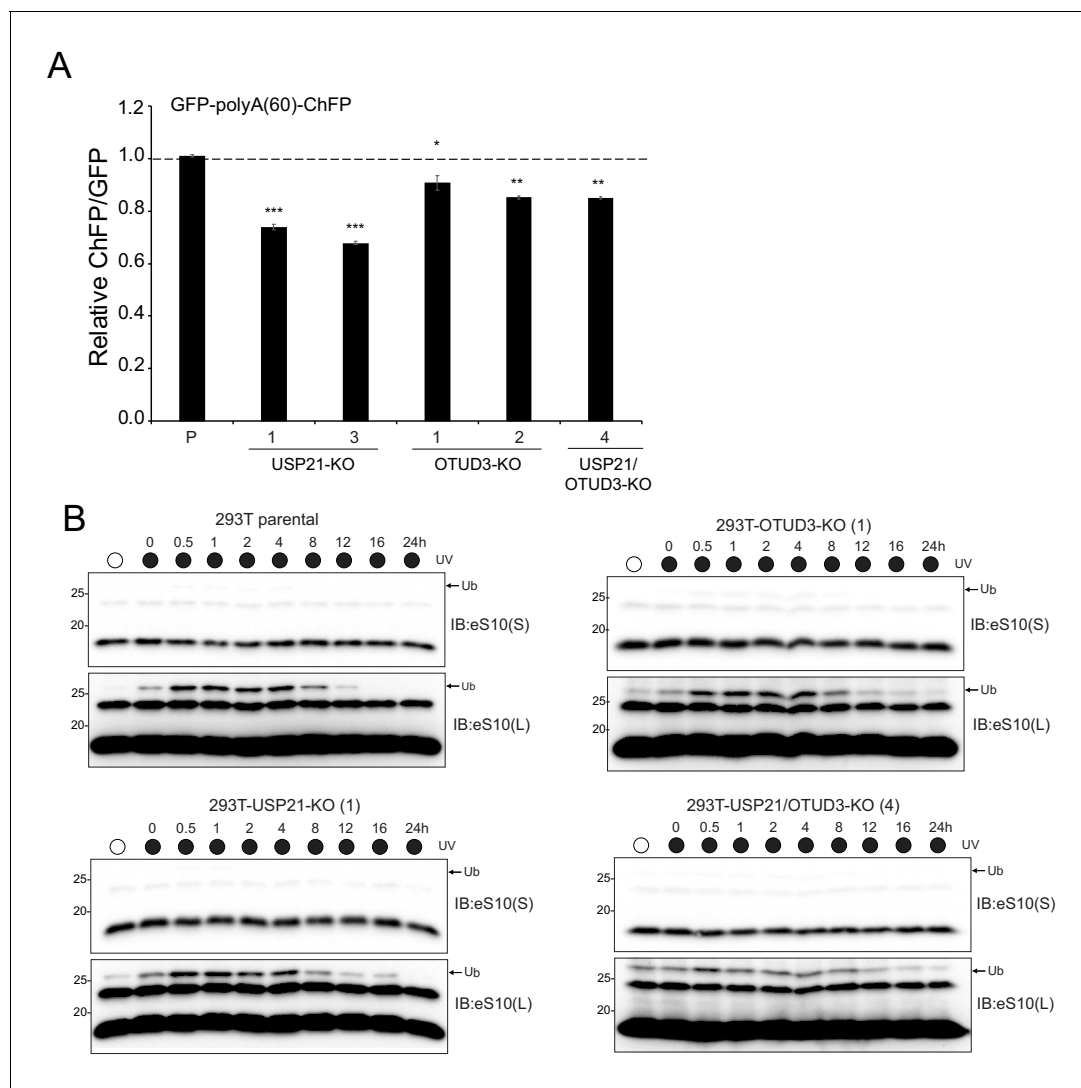 A
GFP-polyA(60)-ChFP
Relative ChFP/GFP
1.2
1.0
0.8
0.6
0.4
0.2
0.0
*** *** * ** **
P 1 3 1 2 4
USP21-KO OTUD3-KO USP21/
OTUD3-KO
B
293T parental
0 0.5 1 2 4 8 12 16 24h
UV
25
20
Ub
IB:eS10(S)
25
20
Ub
IB:eS10(L)
293T-OTUD3-KO (1)
0 0.5 1 2 4 8 12 16 24h
UV
25
20
Ub
IB:eS10(S)
25
20
Ub
IB:eS10(L)
293T-USP21-KO (1)
0 0.5 1 2 4 8 12 16 24h
UV
25
20
Ub
IB:eS10(S)
25
20
Ub
IB:eS10(L)
293T-USP21/OTUD3-KO (4)
0 0.5 1 2 4 8 12 16 24h
UV
25
20
Ub
IB:eS10(S)
25
20
Ub
IB:eS10(L)